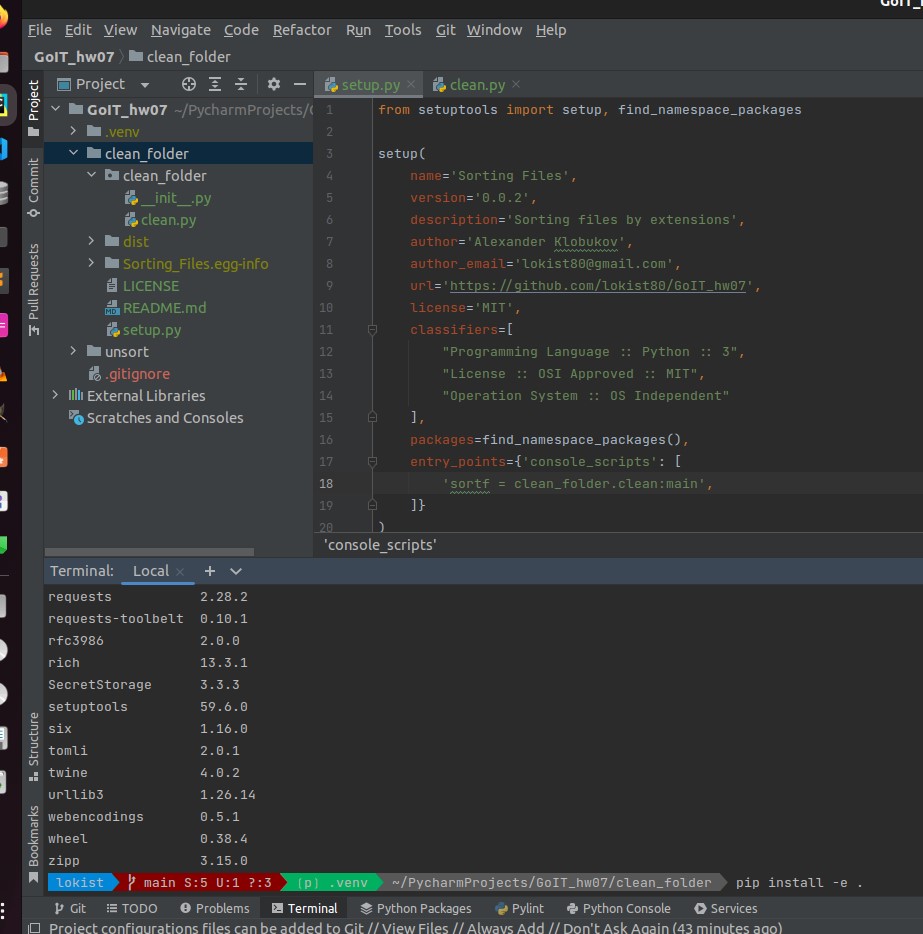 GoIT_h
File Edit View Navigate Code Refactor Run Tools Git Window Help
GoIT_hw07 clean_folder
Project
setup.py
clean.py
Project
Commit
Pull Requests
Structure
Bookmarks
GoIT_hw07 ~/PycharmProjects/G
.venv
clean_folder
clean_folder
__init__.py
clean.py
dist
Sorting_Files.egg-info
LICENSE
README.md
setup.py
unsort
.gitignore
External Libraries
Scratches and Consoles
1 from setuptools import setup, find_namespace_packages
2
3 setup(
4 name='Sorting Files',
5 version='0.0.2',
6 description='Sorting files by extensions',
7 author='Alexander Klobukov',
8 author_email='lokist80@gmail.com',
9 url='https://github.com/lokist80/GoIT_hw07',
10 license='MIT',
11 classifiers=[
12 "Programming Language :: Python :: 3",
13 "License :: OSI Approved :: MIT",
14 "Operation System :: OS Independent"
15 ],
16 packages=find_namespace_packages(),
17 entry_points={'console_scripts': [
18 'sortf = clean_folder.clean:main',
19 ]}
20 )
'console_scripts'
Terminal: Local
requests 2.28.2
requests-toolbelt 0.10.1
rfc3986 2.0.0
rich 13.3.1
SecretStorage 3.3.3
setuptools 59.6.0
six 1.16.0
tomli 2.0.1
twine 4.0.2
urllib3 1.26.14
webencodings 0.5.1
wheel 0.38.4
zipp 3.15.0
lokist main S:5 U:1 ?:3 (p) .venv ~/PycharmProjects/GoIT_hw07/clean_folder pip install -e .
Git TODO Problems Terminal Python Packages Pylint Python Console Services
Project configurations files can be added to Git // View Files // Always Add // Don't Ask Again (43 minutes ago)